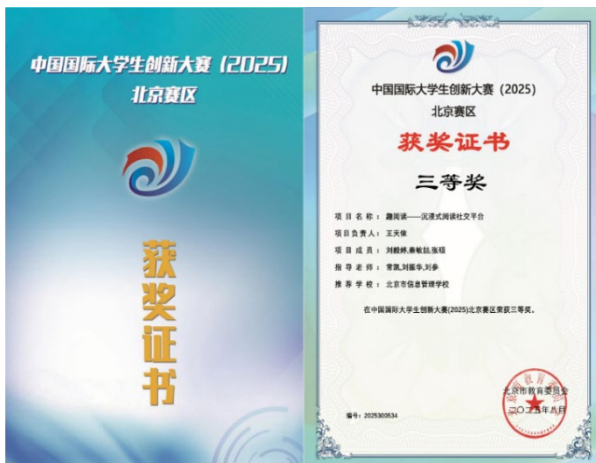 中国国际大学生创新大赛（2025）
北京赛区
获奖证书
中国国际大学生创新大赛（2025）
北京赛区
获奖证书
三等奖
项目名称：趣阅读——沉浸式阅读社交平台
项目负责人：王天俊
项目成员：刘毅婷,秦敏喆,张硕
指导老师：常凯,刘振华,刘参
推荐学校：北京市信息管理学校
在中国国际大学生创新大赛(2025)北京赛区荣获三等奖。
北京市教育委员会
二〇二五年八月
编号：2025300534